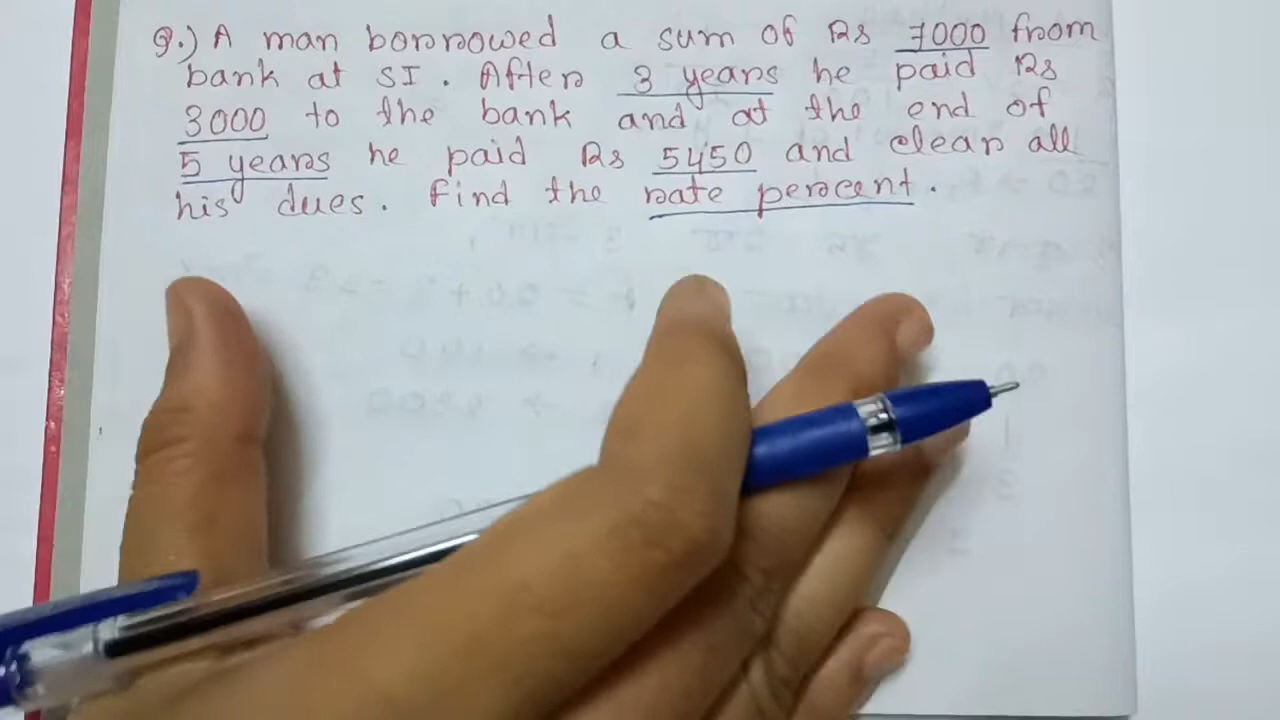 Q.) A man borrowed a sum of Rs 7000 from
bank at SI. After 3 years he paid Rs
3000 to the bank and at the end of
5 years he paid Rs 5450 and clear all
his dues. Find the rate percent.